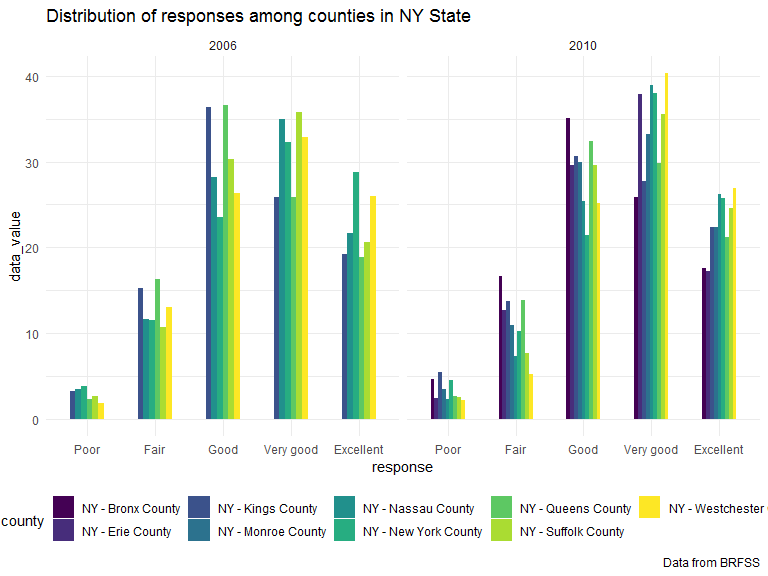 Distribution of responses among counties in NY State
2006 2010
40
30
20
10
0
data_value
Poor Fair Good Very good Excellent Poor Fair Good Very good Excellent
response
county
NY - Bronx County NY - Kings County NY - Nassau County NY - Queens County NY - Westchester
NY - Erie County NY - Monroe County NY - New York County NY - Suffolk County
Data from BRFSS